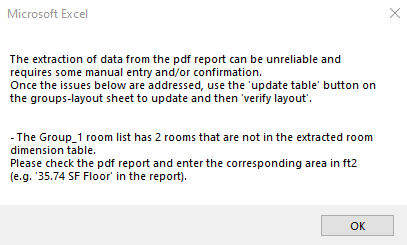 Microsoft Excel
The extraction of data from the pdf report can be unreliable and
requires some manual entry and/or confirmation.
Once the issues below are addressed, use the 'update table' button on
the groups-layout sheet to update and then 'verify layout'.
- The Group_1 room list has 2 rooms that are not in the extracted room
dimension table.
Please check the pdf report and enter the corresponding area in ft2
(e.g. '35.74 SF Floor' in the report).
OK